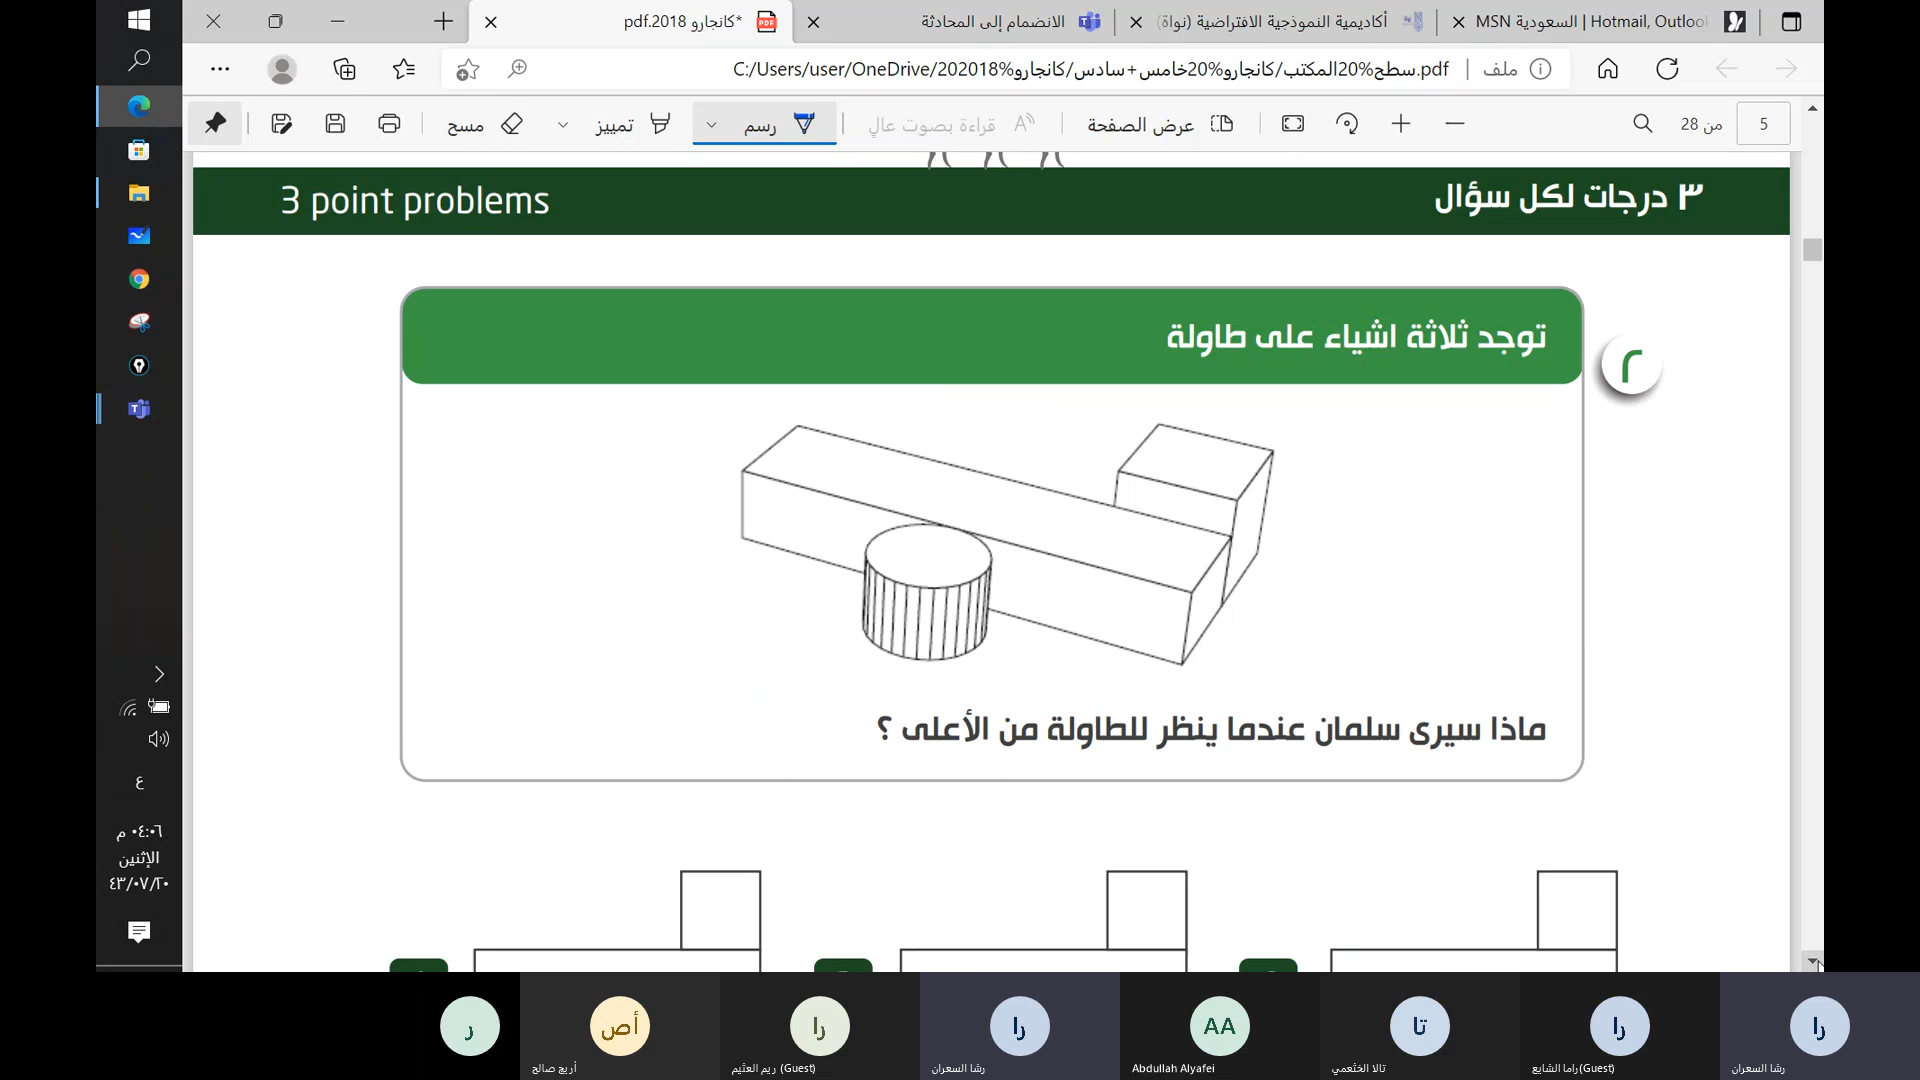 السعودية MSN | Hotmail, Outloo
أكاديمية النموذجية الافتراضية (نواة)
الانضمام إلى المحادثة
*كانجارو 2018.pdf
ملف
C:/Users/user/OneDrive/202018%سطح%20المكتب/كانجارو%20خامس+سادس/كانجارو.pdf
5
من 28
عرض الصفحة
قراءة بصوت عالٍ
رسم
تمييز
مسح
٣ درجات لكل سؤال
3 point problems
٢
توجد ثلاثة اشياء على طاولة
ماذا سيرى سلمان عندما ينظر للطاولة من الأعلى ؟
ع
٠٤:٠٦ م
الإثنين
٤٣/٠٧/٢٠
ر
أص
أريج صالح
را
ريم العثيم (Guest)
را
رشا السعران
AA
Abdullah Alyafei
تا
تالا الخثعمي
را
راما الشايع(Guest)
را
رشا السعران